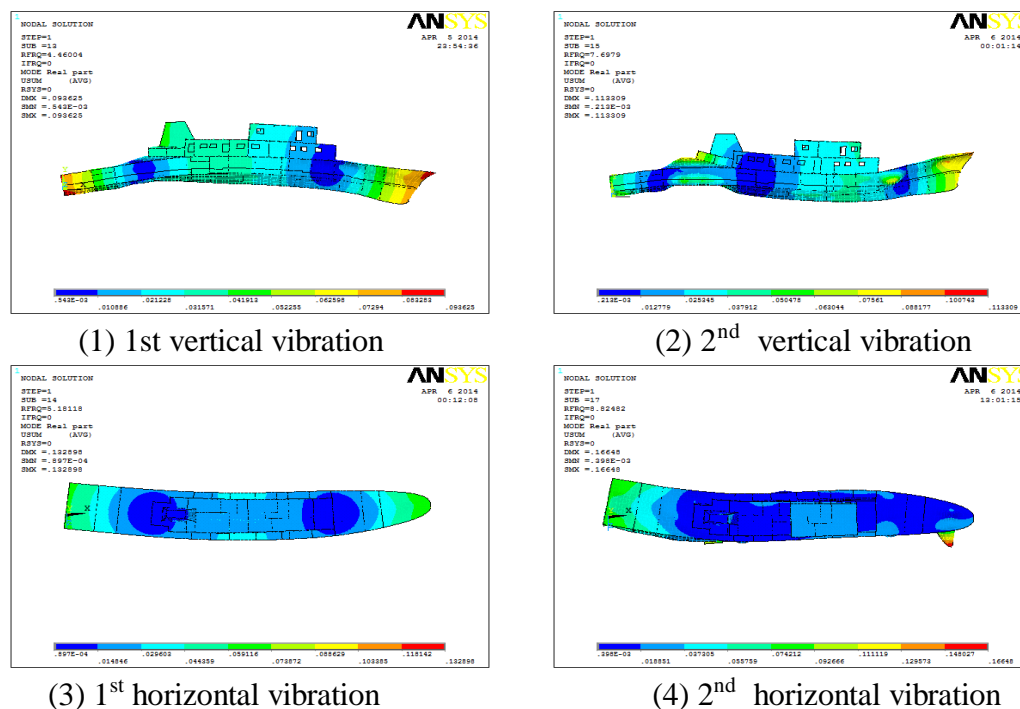 1
NODAL SOLUTION
STEP=1
SUB =13
RFRQ=4.46004
IFRQ=0
MODE Real part
USUM (AVG)
RSYS=0
DMX =.093625
SMN =.543E-03
SMX =.093625
ANSYS
APR 5 2014
23:54:36
X
.543E-03 .021228 .041913 .062598 .083283
.010886 .031571 .052255 .07294 .093625
(1) 1st vertical vibration
1
NODAL SOLUTION
STEP=1
SUB =15
RFRQ=7.6979
IFRQ=0
MODE Real part
USUM (AVG)
RSYS=0
DMX =.113309
SMN =.213E-03
SMX =.113309
ANSYS
APR 6 2014
00:01:14
.213E-03 .025345 .050478 .07561 .100743
.012779 .037912 .063044 .088177 .113309
(2) 2nd vertical vibration
1
NODAL SOLUTION
STEP=1
SUB =14
RFRQ=5.18118
IFRQ=0
MODE Real part
USUM (AVG)
RSYS=0
DMX =.132898
SMN =.897E-04
SMX =.132898
ANSYS
APR 6 2014
00:12:08
X
.897E-04 .029603 .059116 .088629 .118142
.014846 .044359 .073872 .103385 .132898
(3) 1st horizontal vibration
1
NODAL SOLUTION
STEP=1
SUB =17
RFRQ=8.82482
IFRQ=0
MODE Real part
USUM (AVG)
RSYS=0
DMX =.16648
SMN =.398E-03
SMX =.16648
ANSYS
APR 6 2014
X
.398E-03 .037305 .074212 .111119 .148027
.018851 .055759 .092666 .129573 .16648
(4) 2nd horizontal vibration